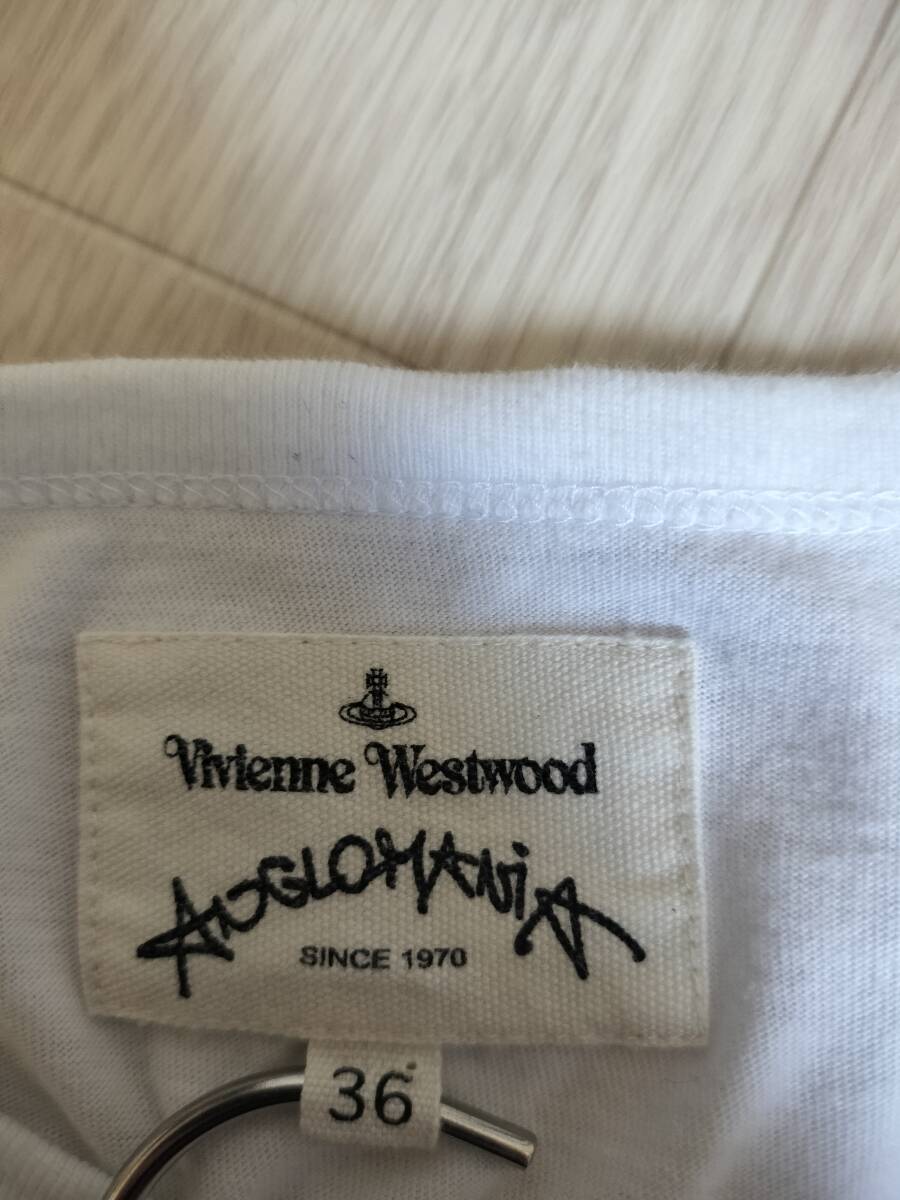 Vivienne Westwood
ANGLOMANiA
SINCE 1970
36